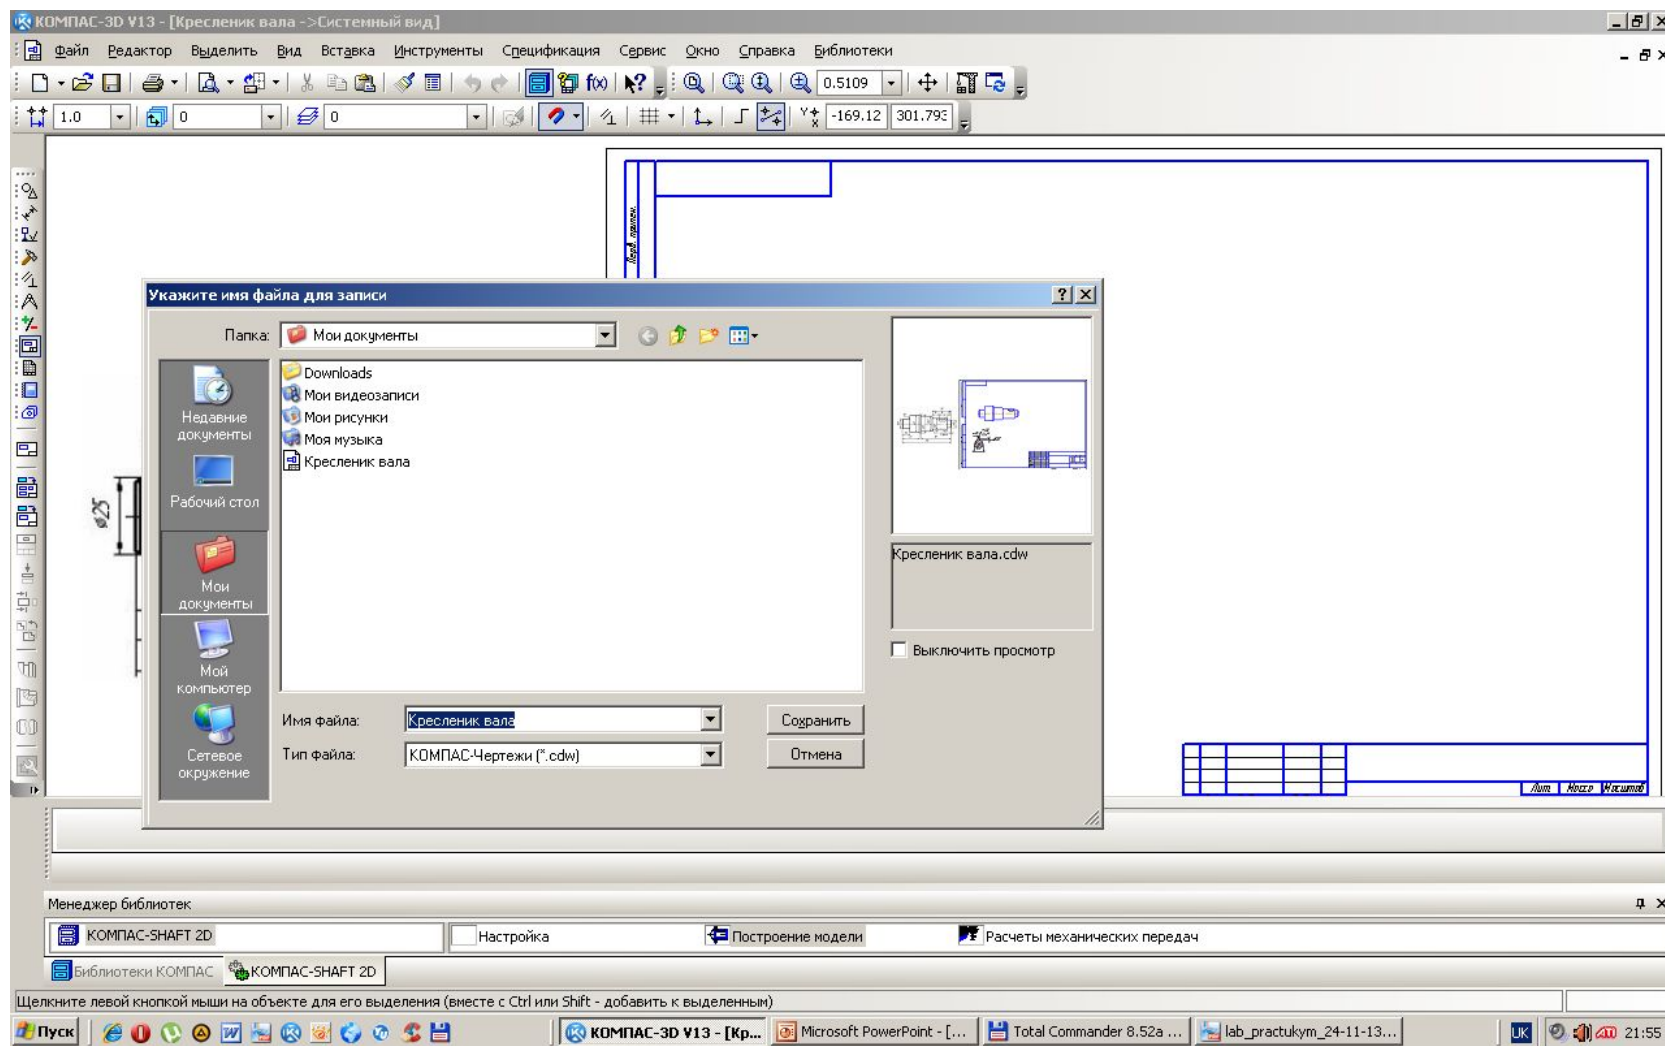 КОМПАС-3D V13 - [Кресленик вала ->Системный вид]
Файл Редактор Выделить Вид Вставка Инструменты Спецификация Сервис Окно Справка Библиотеки
0.5109
1.0 0 0 -169.12 301.793
Перв. примен.
Укажите имя файла для записи
Папка: Мои документы
Недавние документы
Рабочий стол
Мои документы
Мой компьютер
Сетевое окружение
Downloads
Мои видеозаписи
Мои рисунки
Моя музыка
Кресленик вала
Кресленик вала.cdw
Выключить просмотр
Имя файла: Кресленик вала Сохранить
Тип файла: КОМПАС-Чертежи (*.cdw) Отмена
⌀25
Лит. Масса Масштаб
Менеджер библиотек
КОМПАС-SHAFT 2D Настройка Построение модели Расчеты механических передач
Библиотеки КОМПАС КОМПАС-SHAFT 2D
Щелкните левой кнопкой мыши на объекте для его выделения (вместе с Ctrl или Shift - добавить к выделенным)
Пуск КОМПАС-3D V13 - [Кр... Microsoft PowerPoint - [... Total Commander 8.52a ... lab_practukym_24-11-13... UK 21:55